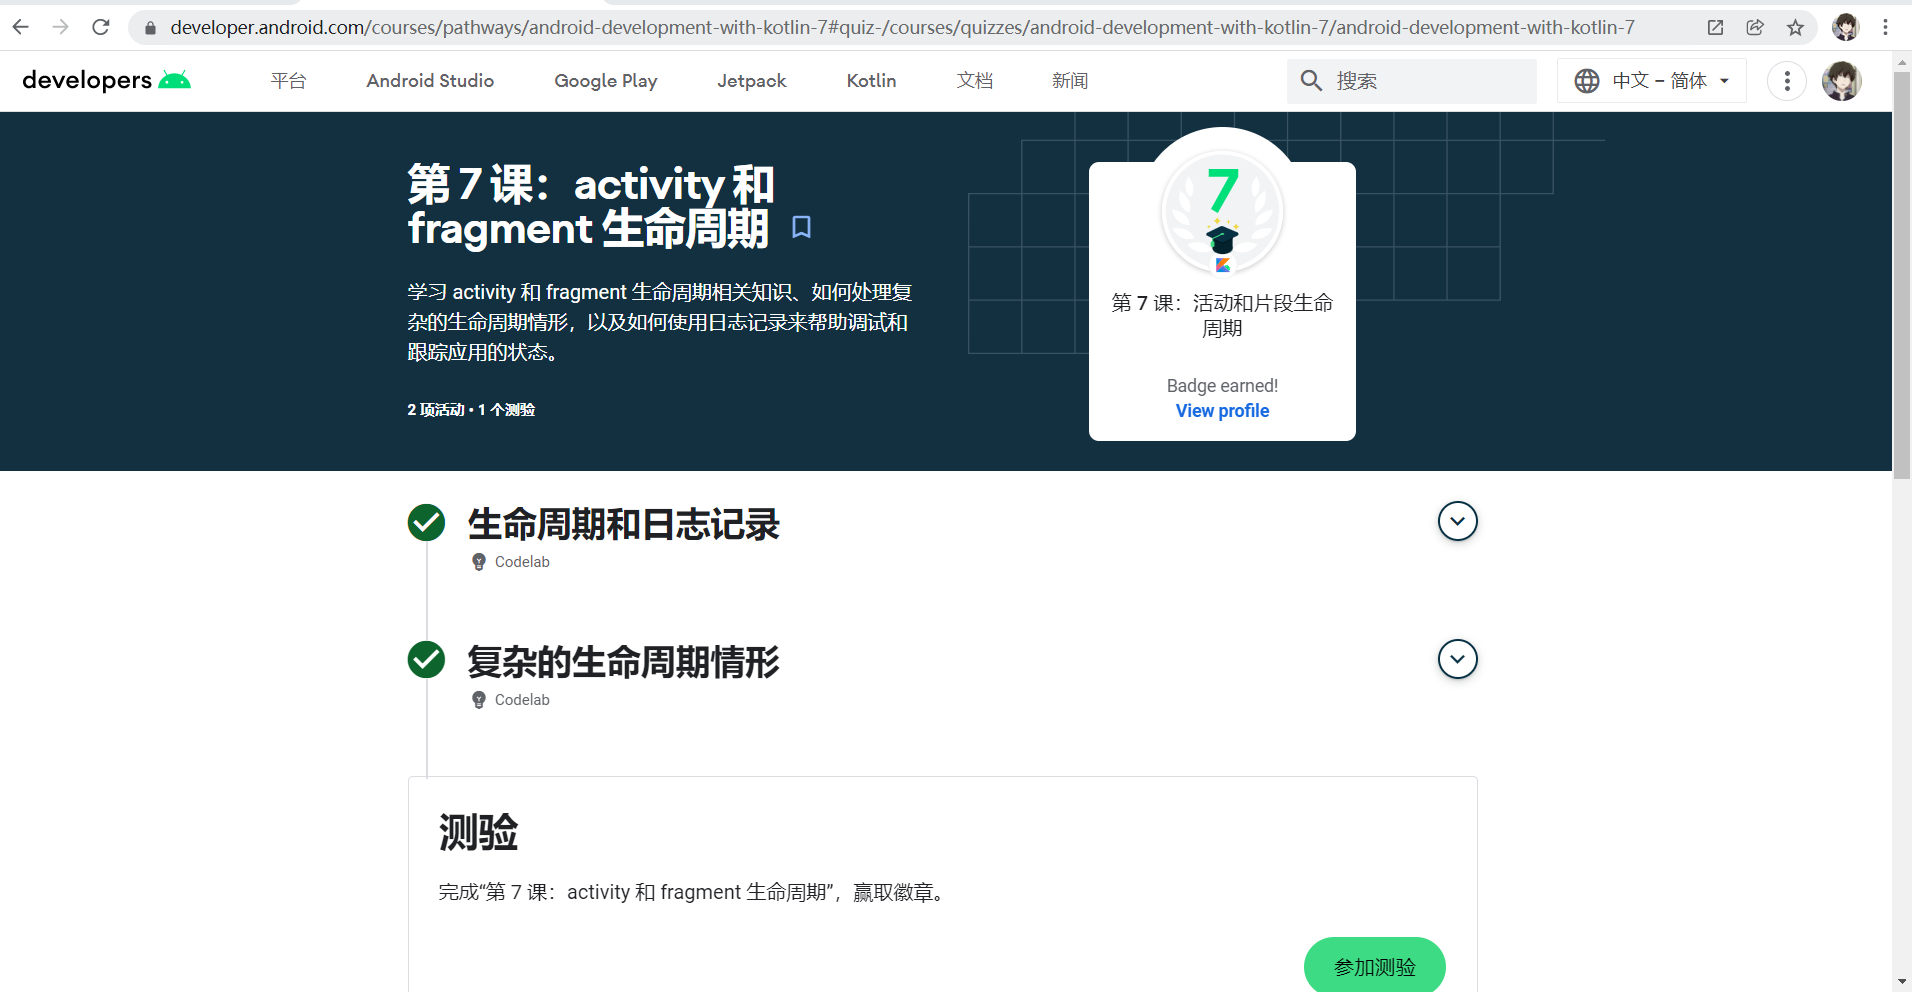 developer.android.com/courses/pathways/android-development-with-kotlin-7#quiz-/courses/quizzes/android-development-with-kotlin-7/android-development-with-kotlin-7
developers 平台 Android Studio Google Play Jetpack Kotlin 文档 新闻 搜索 中文 – 简体
第 7 课：activity 和
fragment 生命周期
学习 activity 和 fragment 生命周期相关知识、如何处理复
杂的生命周期情形，以及如何使用日志记录来帮助调试和
跟踪应用的状态。
2 项活动 • 1 个测验
7
第 7 课：活动和片段生命
周期
Badge earned!
View profile
生命周期和日志记录
Codelab
复杂的生命周期情形
Codelab
测验
完成“第 7 课：activity 和 fragment 生命周期”，赢取徽章。
参加测验